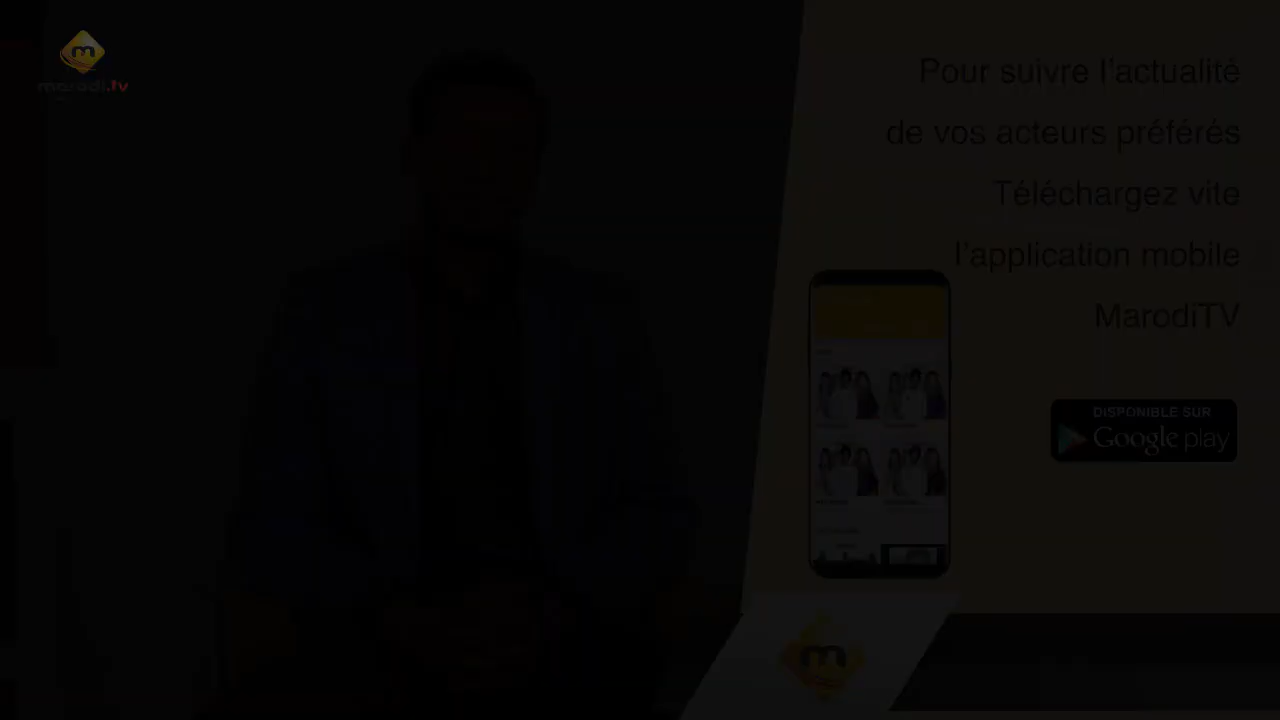 m
marodi.tv
Pour suivre l'actualité
de vos acteurs préférés
Téléchargez vite
l'application mobile
MarodiTV
DISPONIBLE SUR
Google play
m